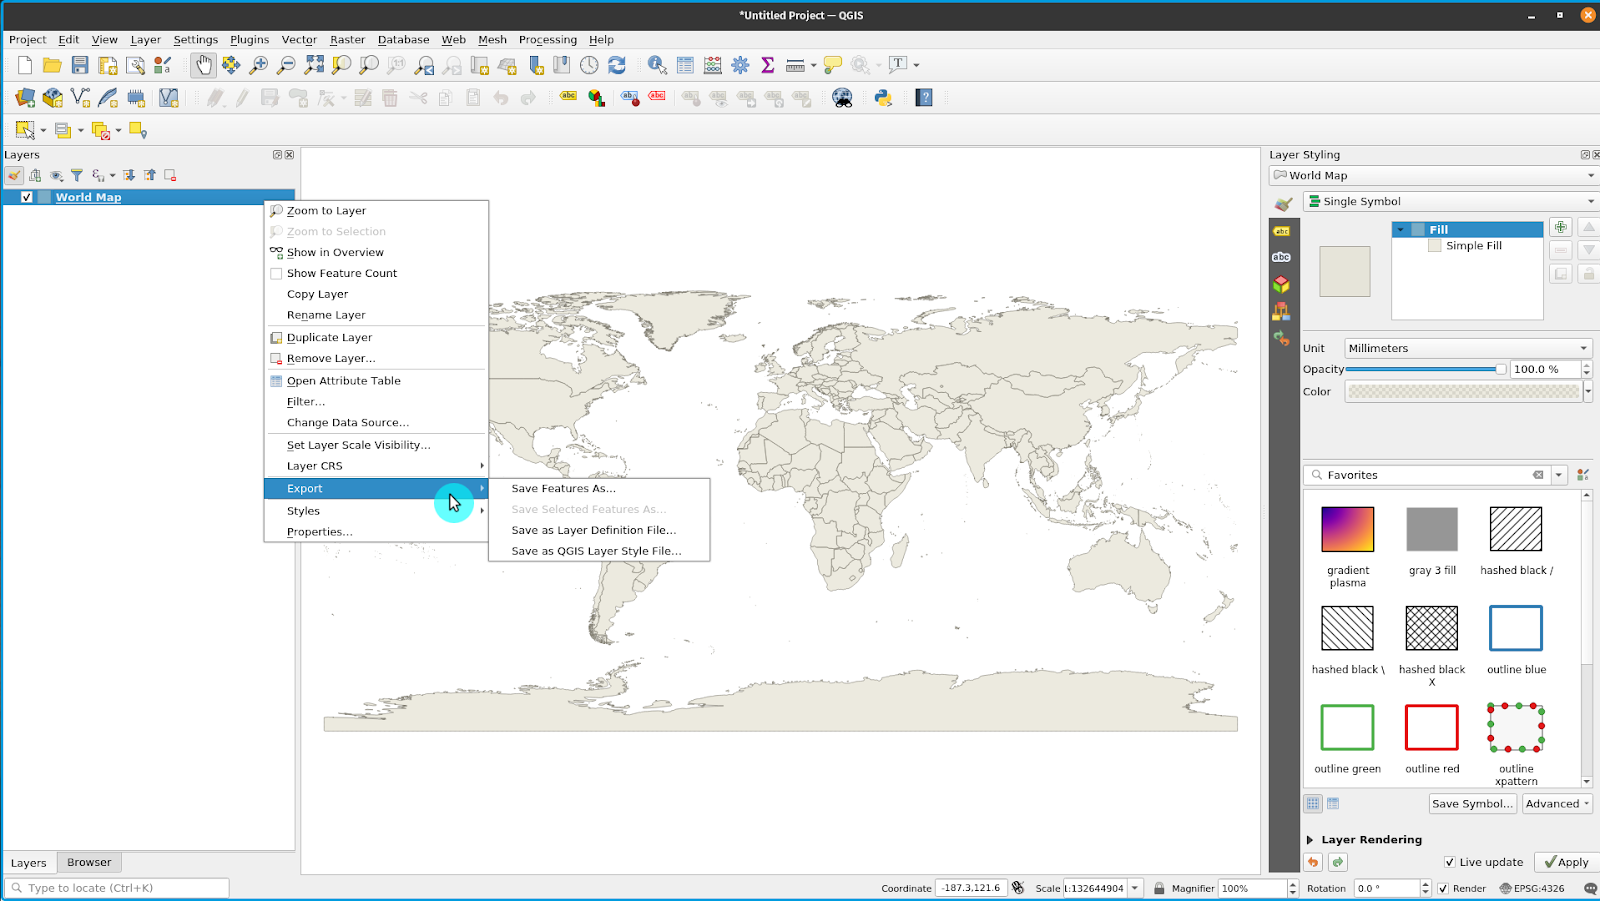 *Untitled Project — QGIS
Project Edit View Layer Settings Plugins Vector Raster Database Web Mesh Processing Help
Layers
World Map
Zoom to Layer
Zoom to Selection
Show in Overview
Show Feature Count
Copy Layer
Rename Layer
Duplicate Layer
Remove Layer...
Open Attribute Table
Filter...
Change Data Source...
Set Layer Scale Visibility...
Layer CRS
Export
Styles
Properties...
Save Features As...
Save Selected Features As...
Save as Layer Definition File...
Save as QGIS Layer Style File...
Layer Styling
World Map
Single Symbol
Fill
Simple Fill
Unit Millimeters
Opacity 100.0 %
Color
Favorites
gradient plasma
gray 3 fill
hashed black /
hashed black \
hashed black X
outline blue
outline green
outline red
outline xpattern
Save Symbol... Advanced
Layer Rendering
Live update Apply
Layers Browser
Type to locate (Ctrl+K)
Coordinate -187.3,121.6 Scale 1:132644904 Magnifier 100% Rotation 0.0 ° Render EPSG:4326